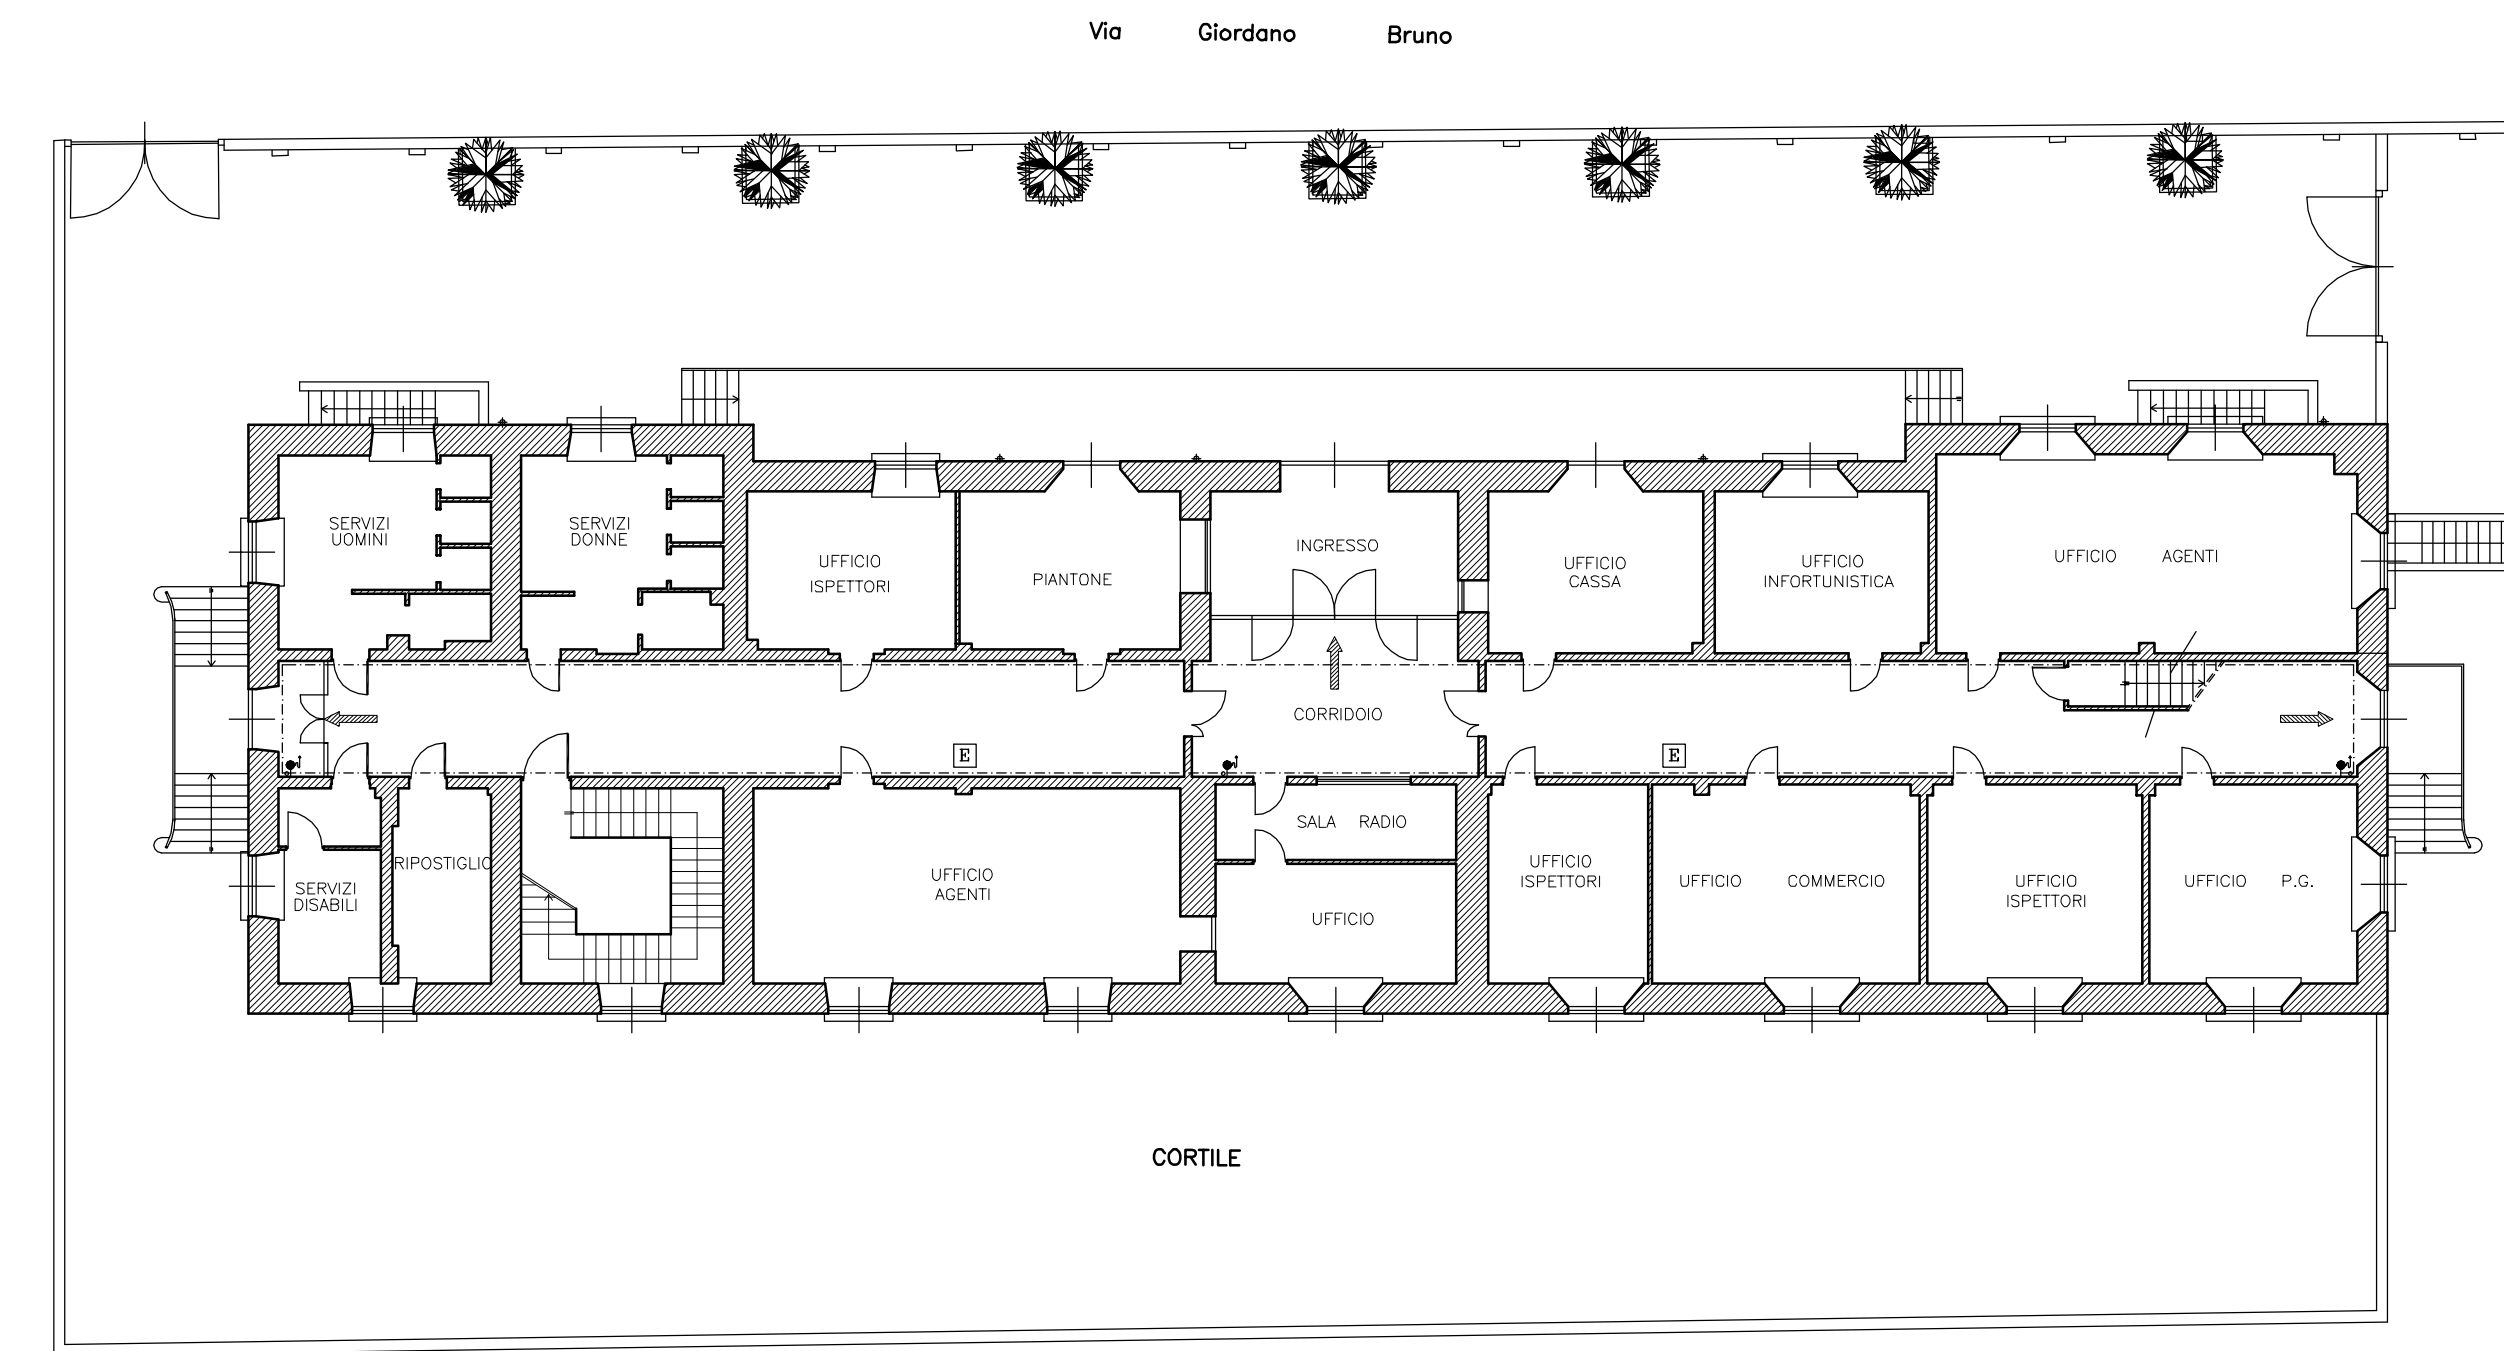 Via Giordano Bruno
SERVIZI
UOMINI
SERVIZI
DONNE
UFFICIO
ISPETTORI
PIANTONE
INGRESSO
UFFICIO
CASSA
UFFICIO
INFORTUNISTICA
UFFICIO AGENTI
CORRIDOIO
E
E
SERVIZI
DISABILI
RIPOSTIGLIO
UFFICIO
AGENTI
SALA RADIO
UFFICIO
UFFICIO
ISPETTORI
UFFICIO COMMERCIO
UFFICIO
ISPETTORI
UFFICIO P.G.
CORTILE